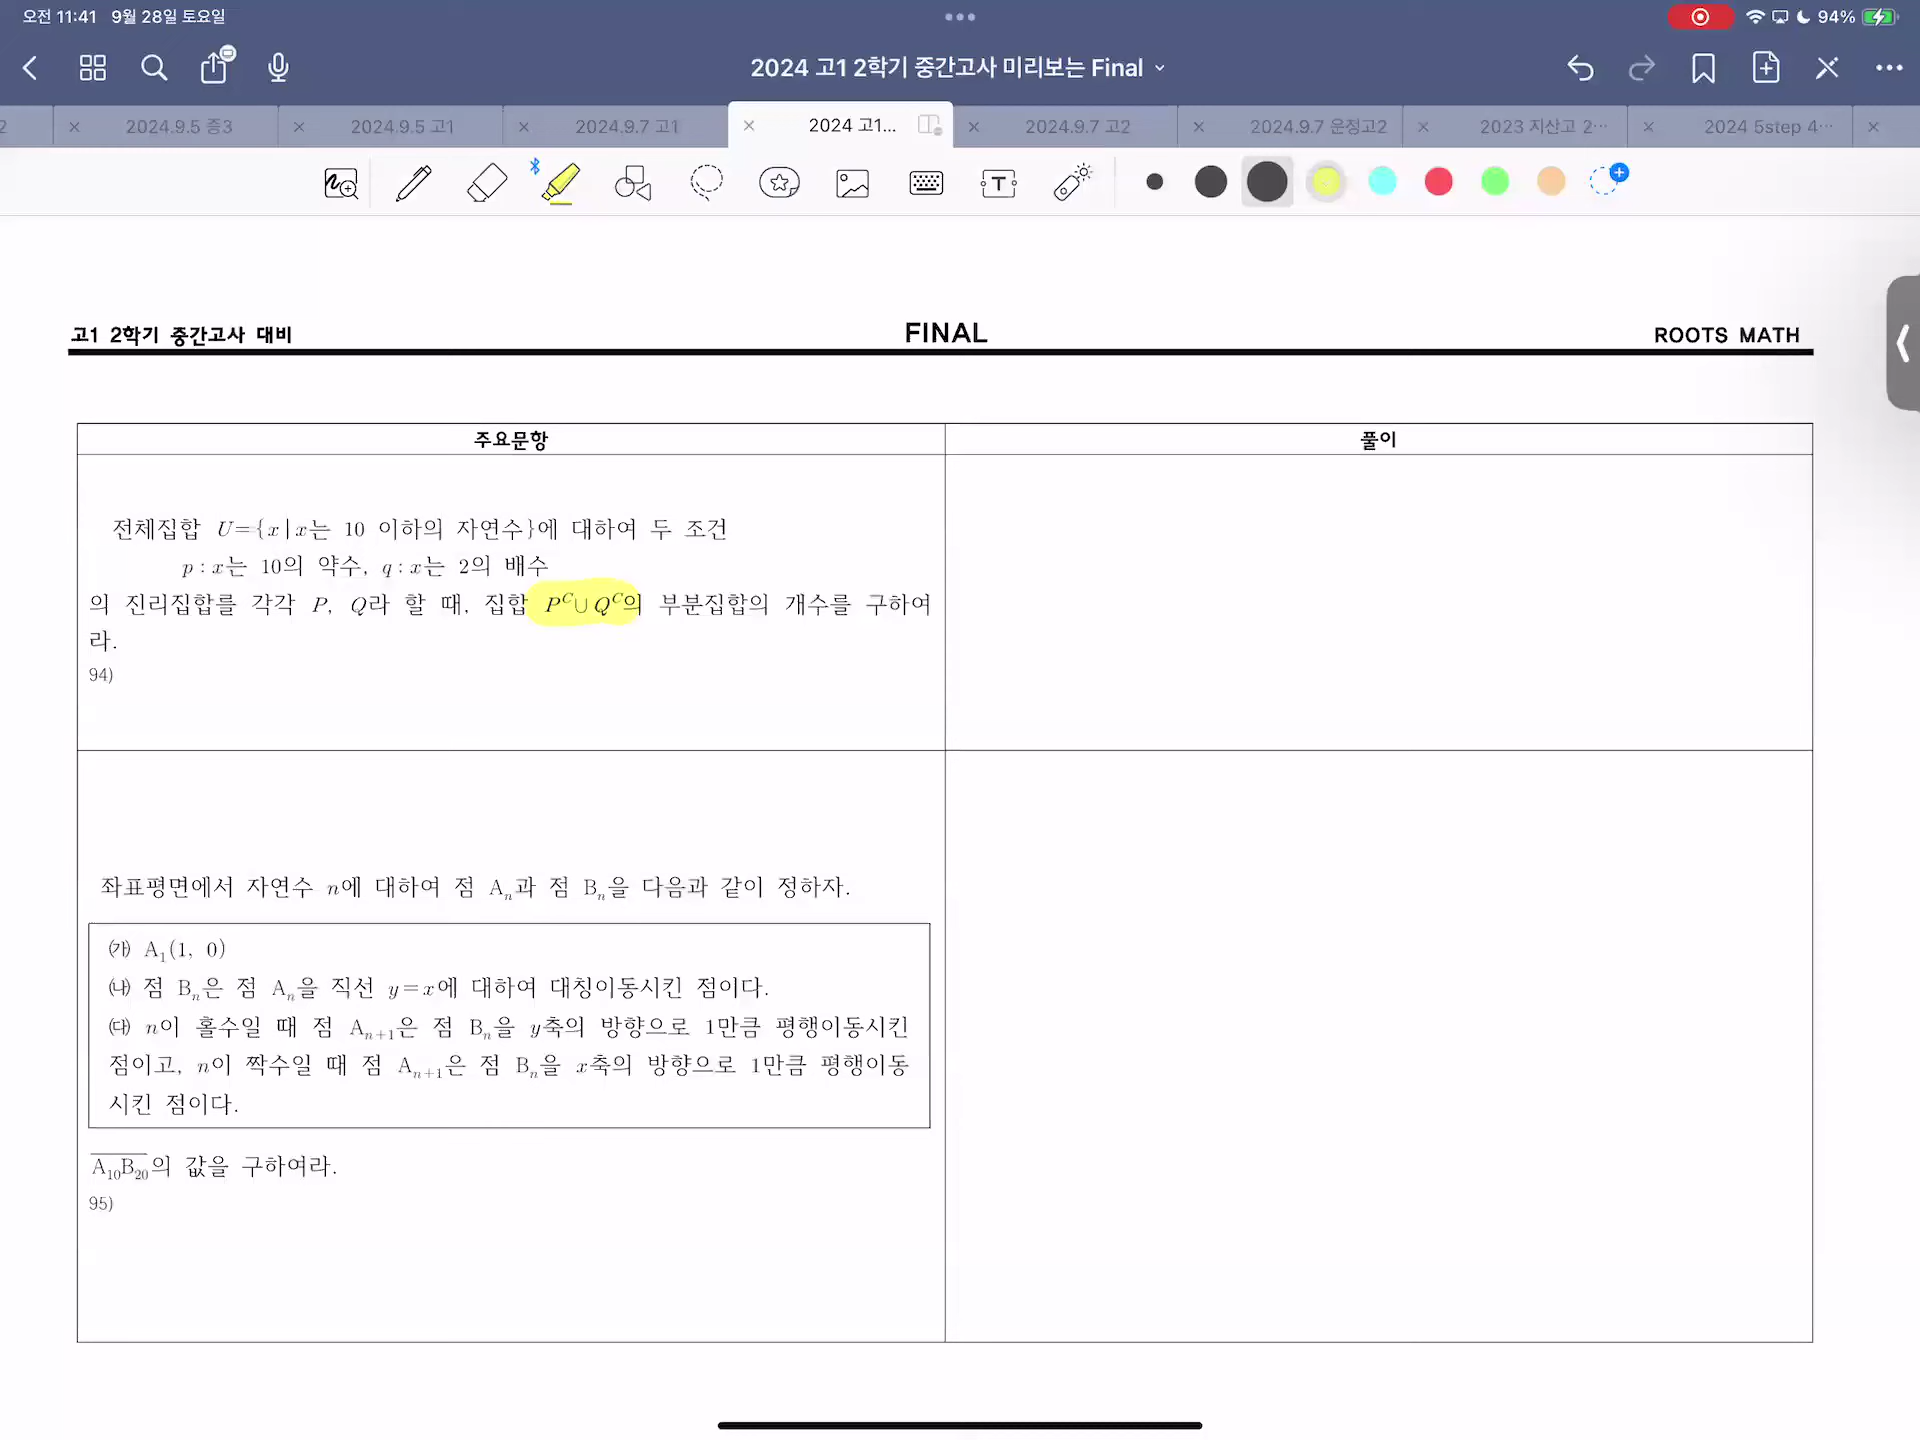 오전 11:41 9월 28일 토요일
94%
2024 고1 2학기 중간고사 미리보는 Final
2
2024.9.5 중3
2024.9.5 고1
2024.9.7 고1
2024 고1...
2024.9.7 고2
2024.9.7 운정고2
2023 지산고 2···
2024 5step 4···
고1 2학기 중간고사 대비
FINAL
ROOTS MATH
주요문항
풀이
전체집합 U={x|x는 10 이하의 자연수}에 대하여 두 조건
p : x는 10의 약수, q : x는 2의 배수
의 진리집합를 각각 P, Q라 할 때, 집합 Pᶜ∪Qᶜ의 부분집합의 개수를 구하여
라.
94)
좌표평면에서 자연수 n에 대하여 점 Aₙ과 점 Bₙ을 다음과 같이 정하자.
㈎ A₁(1, 0)
㈏ 점 Bₙ은 점 Aₙ을 직선 y=x에 대하여 대칭이동시킨 점이다.
㈐ n이 홀수일 때 점 Aₙ₊₁은 점 Bₙ을 y축의 방향으로 1만큼 평행이동시킨
점이고, n이 짝수일 때 점 Aₙ₊₁은 점 Bₙ을 x축의 방향으로 1만큼 평행이동
시킨 점이다.
A₁₀B₂₀의 값을 구하여라.
95)